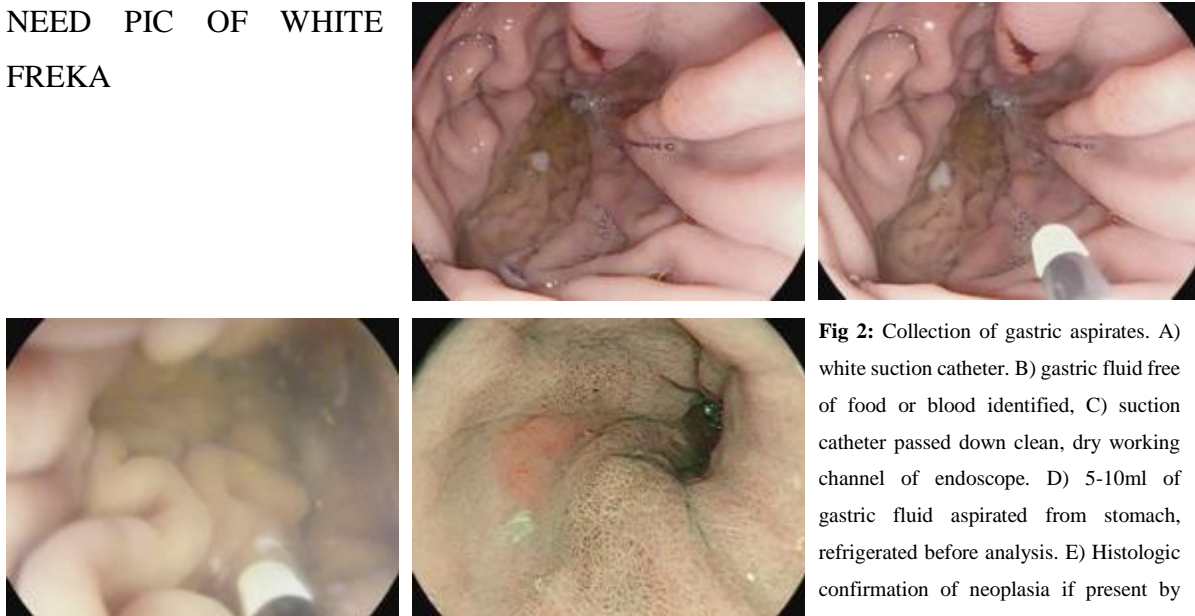 NEED PIC OF WHITE
FREKA
Fig 2: Collection of gastric aspirates. A)
white suction catheter. B) gastric fluid free
of food or blood identified, C) suction
catheter passed down clean, dry working
channel of endoscope. D) 5-10ml of
gastric fluid aspirated from stomach,
refrigerated before analysis. E) Histologic
confirmation of neoplasia if present by